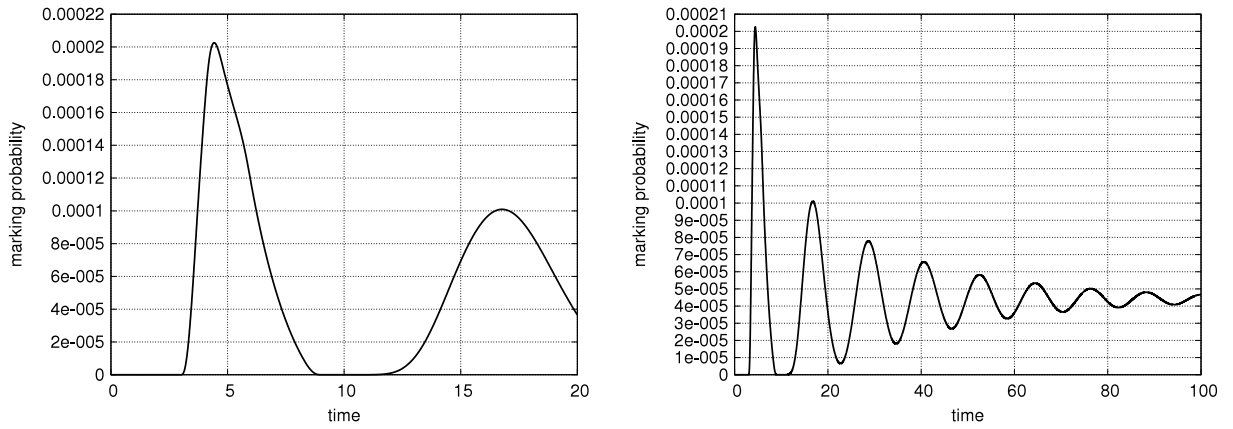 0.00022
0.0002
0.00018
0.00016
0.00014
0.00012
0.0001
8e-005
6e-005
4e-005
2e-005
0
marking probability
0 5 10 15 20
time
0.00021
0.0002
0.00019
0.00018
0.00017
0.00016
0.00015
0.00014
0.00013
0.00012
0.00011
0.0001
9e-005
8e-005
7e-005
6e-005
5e-005
4e-005
3e-005
2e-005
1e-005
0
marking probability
0 20 40 60 80 100
time